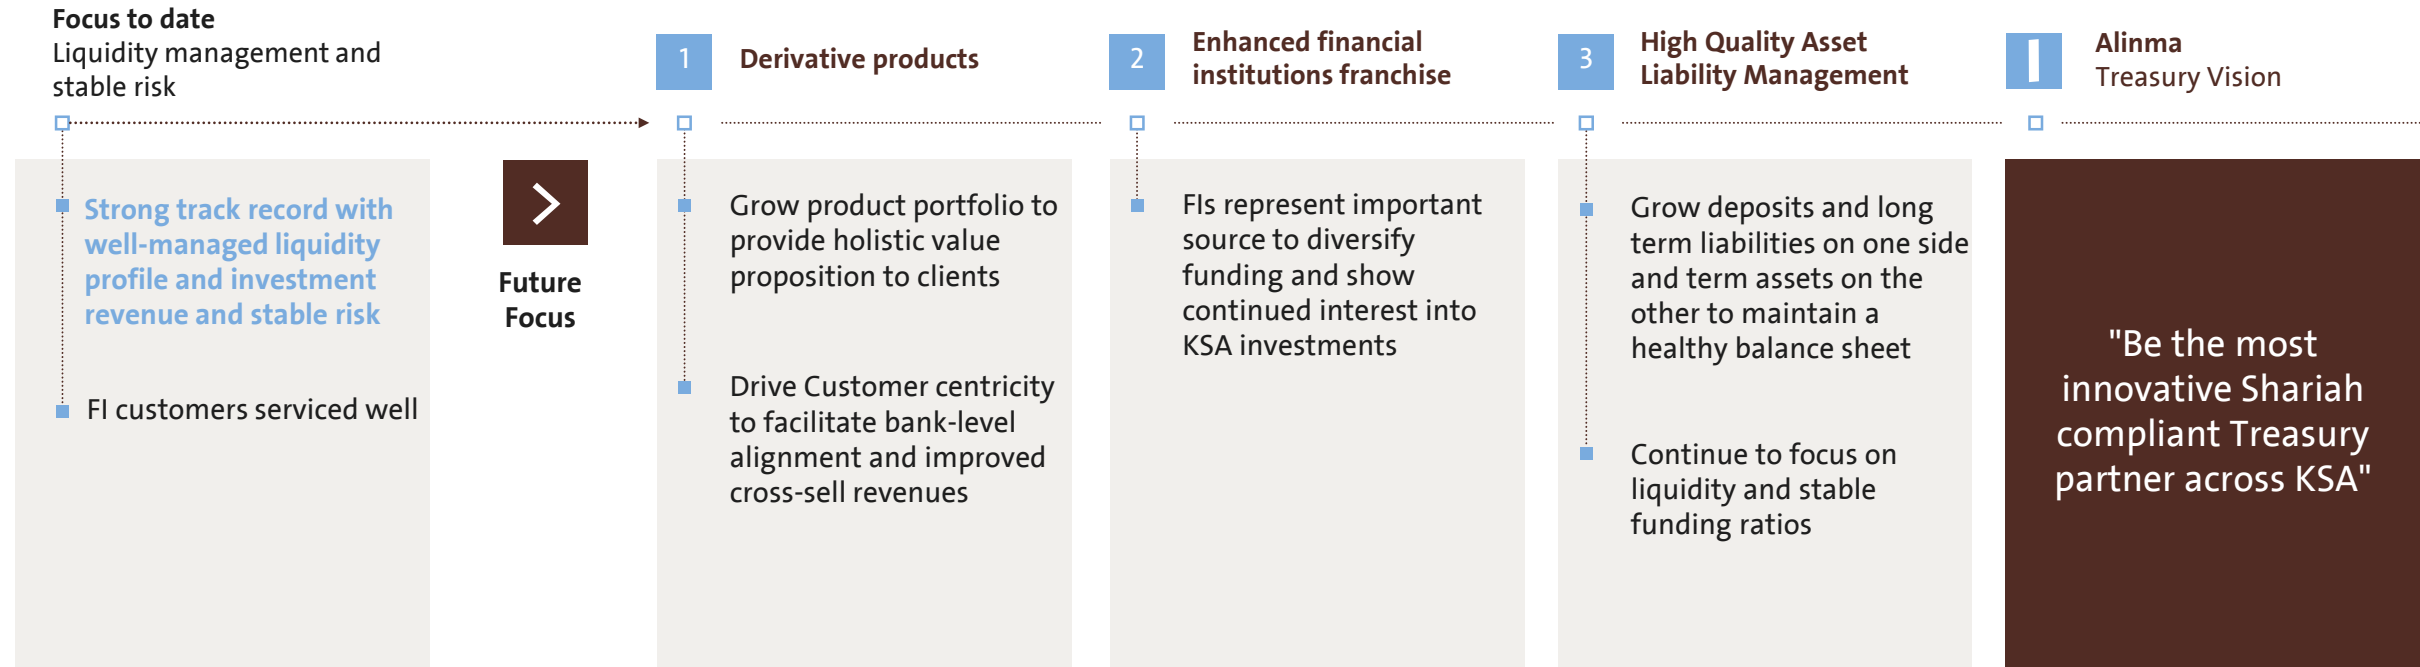 Focus to date
Liquidity management and
stable risk
Strong track record with
well-managed liquidity
profile and investment
revenue and stable risk
FI customers serviced well
Future
Focus
1
Derivative products
Grow product portfolio to
provide holistic value
proposition to clients
Drive Customer centricity
to facilitate bank-level
alignment and improved
cross-sell revenues
2
Enhanced financial
institutions franchise
FIs represent important
source to diversify
funding and show
continued interest into
KSA investments
3
High Quality Asset
Liability Management
Grow deposits and long
term liabilities on one side
and term assets on the
other to maintain a
healthy balance sheet
Continue to focus on
liquidity and stable
funding ratios
Alinma
Treasury Vision
"Be the most
innovative Shariah
compliant Treasury
partner across KSA"